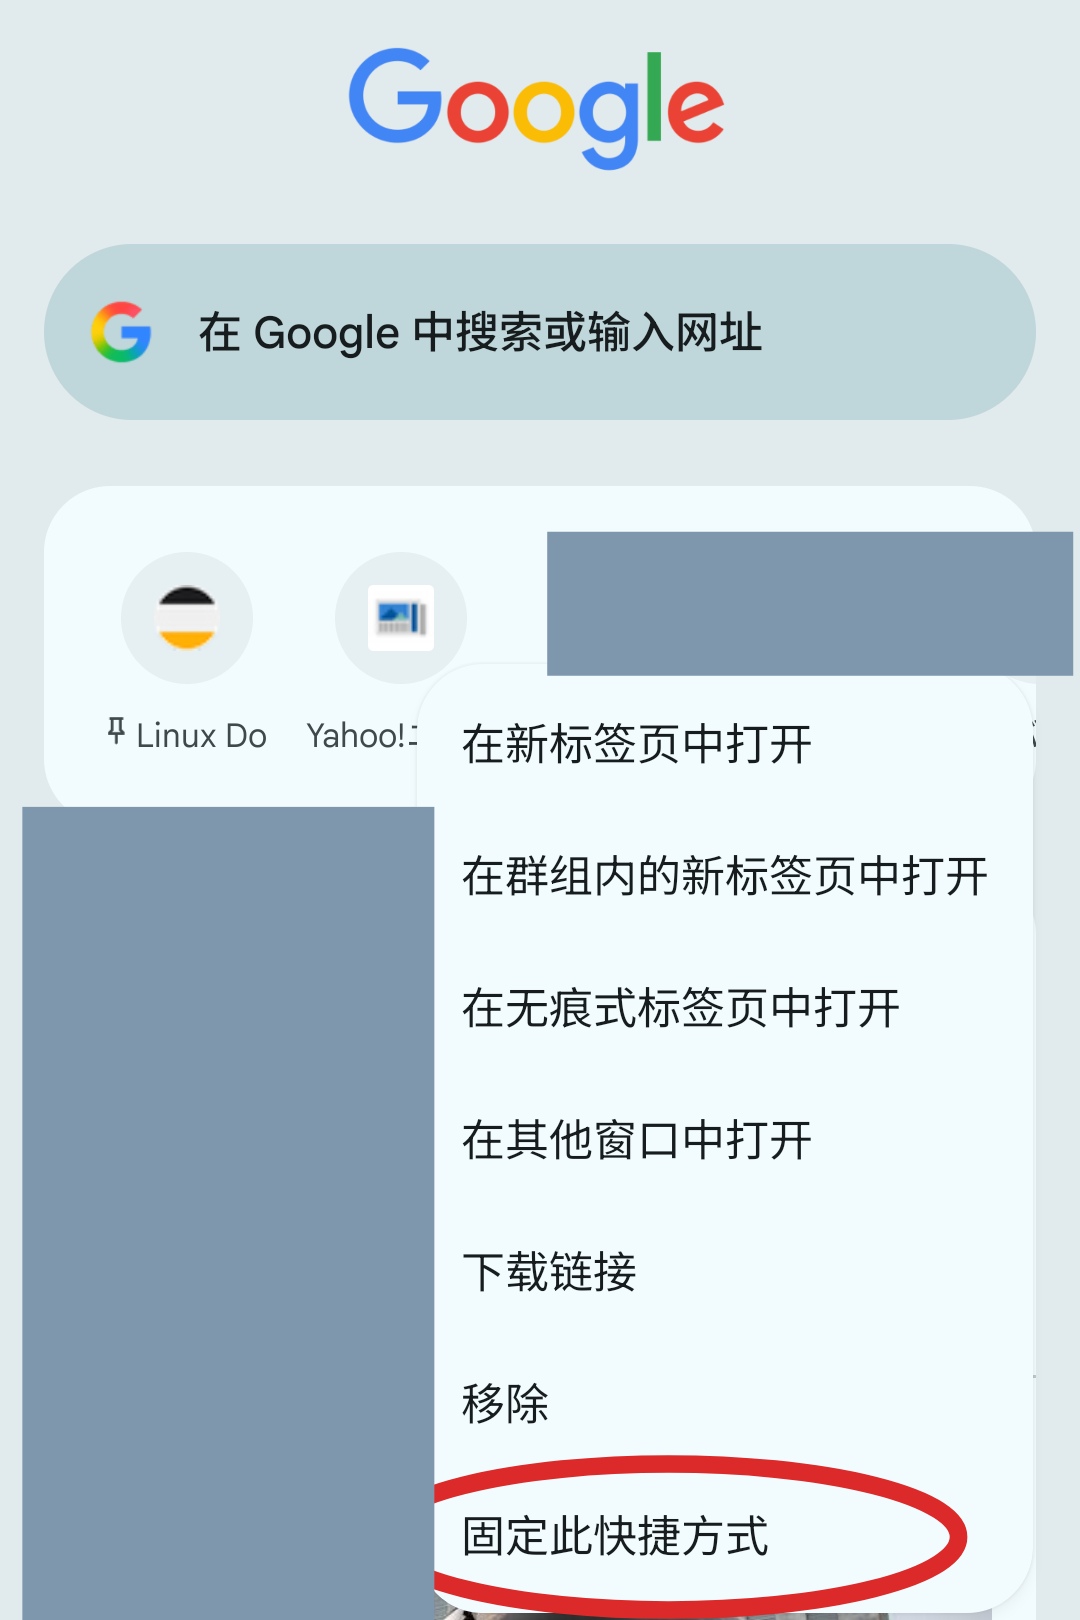 Google
在 Google 中搜索或输入网址
Linux Do
Yahoo!
在新标签页中打开
在群组内的新标签页中打开
在无痕式标签页中打开
在其他窗口中打开
下载链接
移除
固定此快捷方式